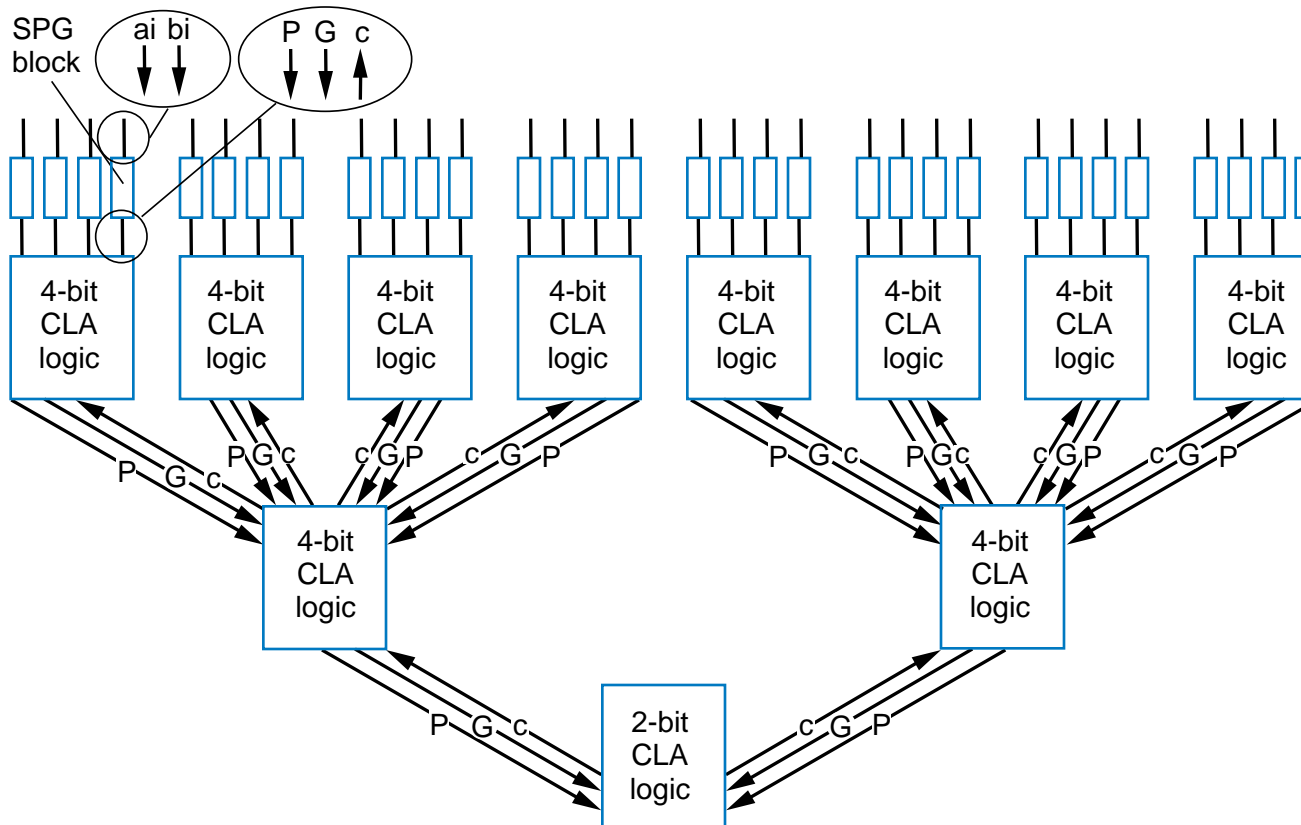 SPG
block
ai bi
P G c
4-bit
CLA
logic
4-bit
CLA
logic
4-bit
CLA
logic
4-bit
CLA
logic
4-bit
CLA
logic
4-bit
CLA
logic
4-bit
CLA
logic
4-bit
CLA
logic
P G c
P G c
c G P
c G P
P G c
P G c
c G P
c G P
4-bit
CLA
logic
4-bit
CLA
logic
P G c
c G P
2-bit
CLA
logic